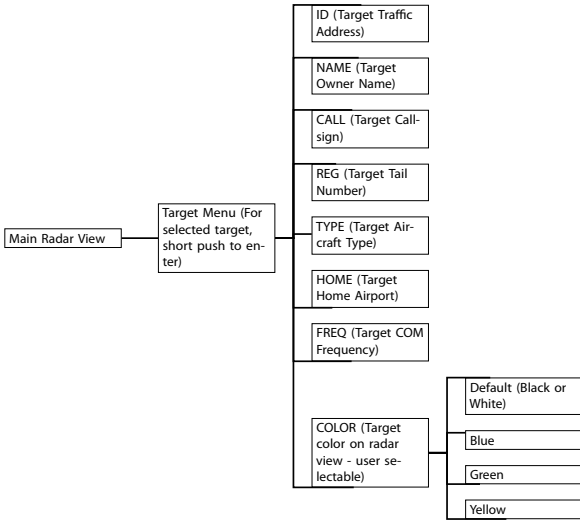 ID (Target Traffic
Address)
NAME (Target
Owner Name)
CALL (Target Call-
sign)
REG (Target Tail
Number)
Main Radar View
Target Menu (For
selected target,
short push to en-
ter)
TYPE (Target Air-
craft Type)
HOME (Target
Home Airport)
FREQ (Target COM
Frequency)
COLOR (Target
color on radar
view - user se-
lectable)
Default (Black or
White)
Blue
Green
Yellow